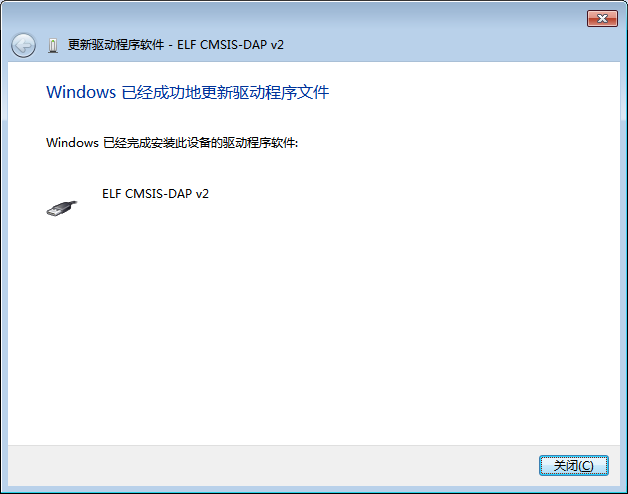 更新驱动程序软件 - ELF CMSIS-DAP v2
Windows 已经成功地更新驱动程序文件
Windows 已经完成安装此设备的驱动程序软件:
ELF CMSIS-DAP v2
关闭(C)